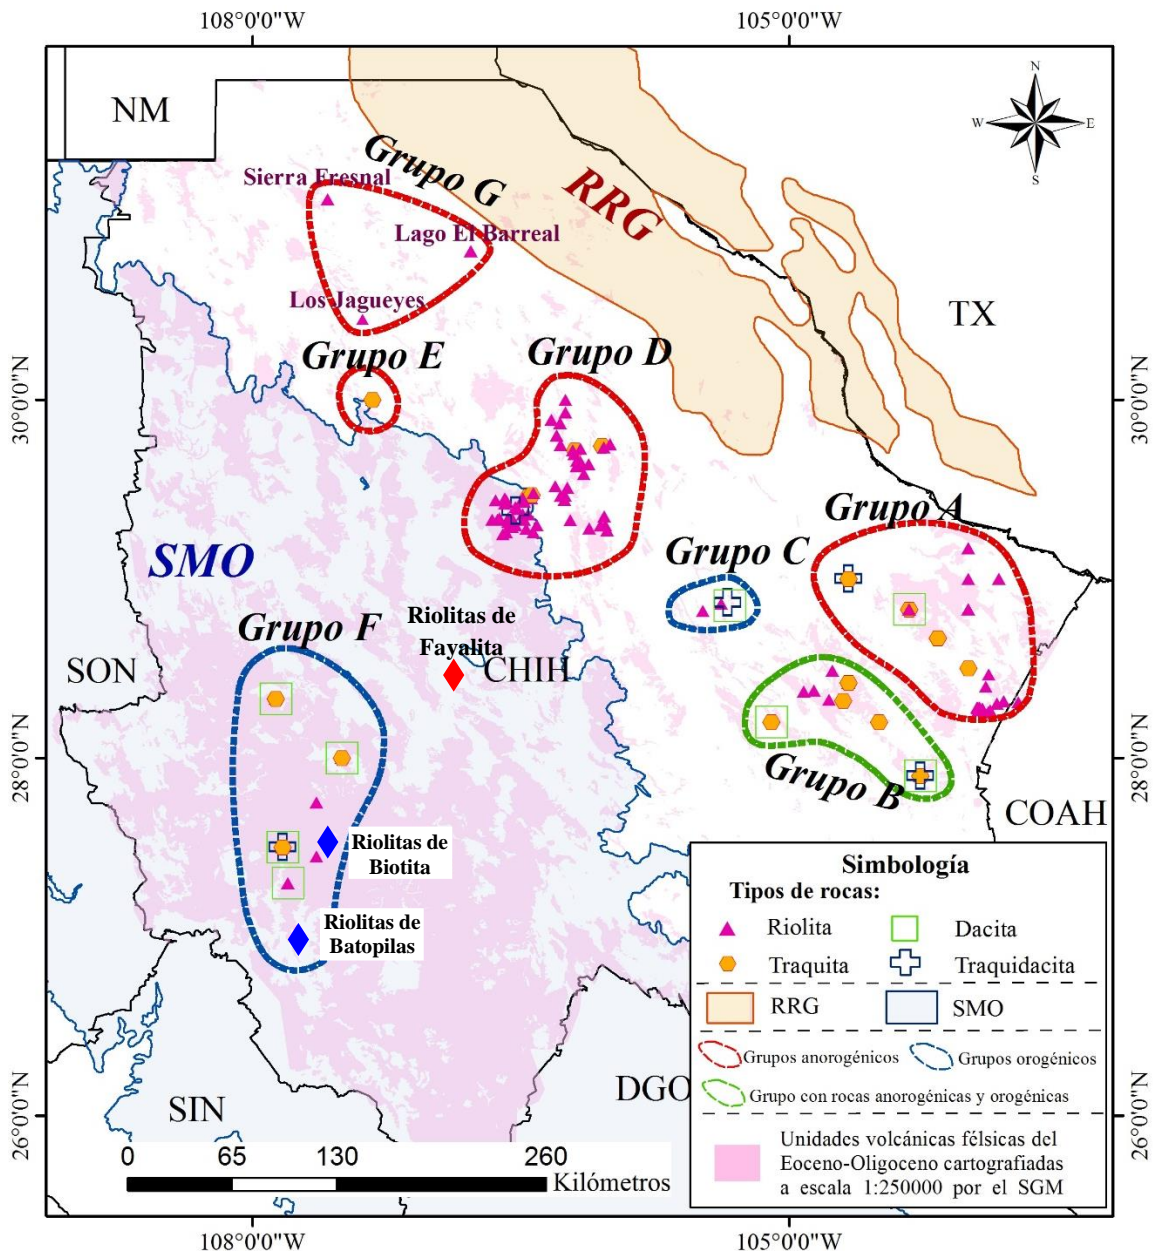 108°0'0"W
105°0'0"W
NM
N
W
E
S
Grupo G
RRG
Sierra Fresnal
Lago El Barreal
Los Jagueyes
TX
Grupo E
Grupo D
30°0'0"N
30°0'0"N
Grupo A
SMO
Grupo C
Grupo F
Riolitas de
Fayalita
CHIH
SON
28°0'0"N
28°0'0"N
Grupo B
COAH
Riolitas de
Biotita
Riolitas de
Batopilas
Simbología
Tipos de rocas:
Riolita
Dacita
Traquita
Traquidacita
RRG
SMO
Grupos anorogénicos
Grupos orogénicos
Grupo con rocas anorogénicas y orogénicas
Unidades volcánicas félsicas del
Eoceno-Oligoceno cartografiadas
a escala 1:250000 por el SGM
DGO
SIN
26°0'0"N
26°0'0"N
0 65 130 260
Kilómetros
108°0'0"W
105°0'0"W